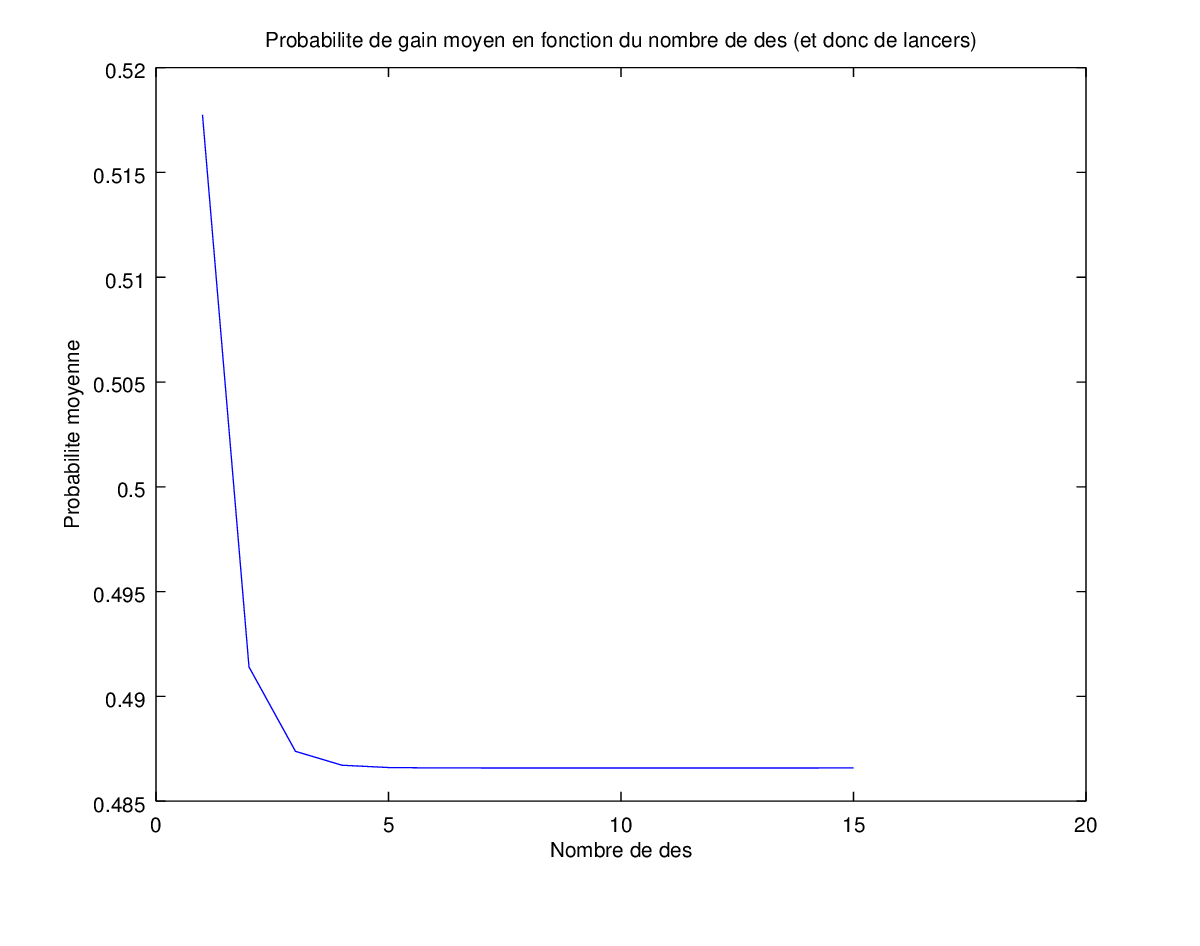 Probabilite de gain moyen en fonction du nombre de des (et donc de lancers)
0.52
0.515
0.51
0.505
0.5
0.495
0.49
0.485
Probabilite moyenne
0 5 10 15 20
Nombre de des